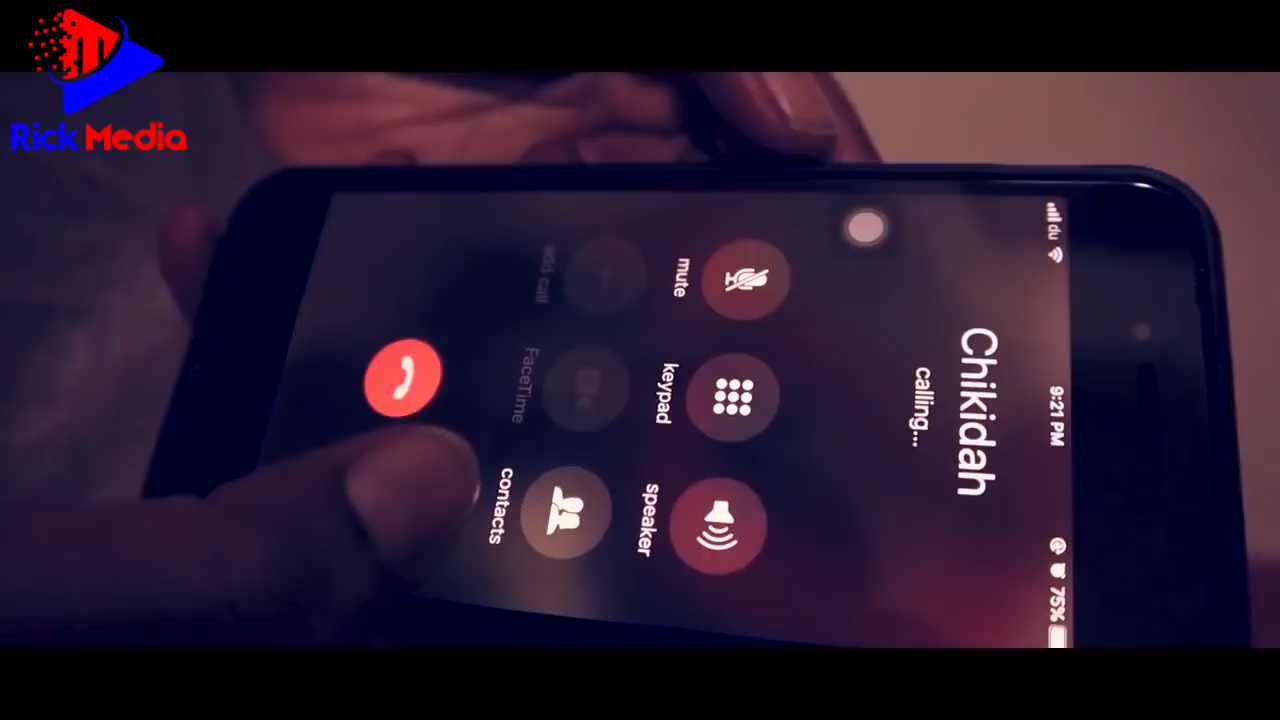 Rick Media
du 9:21 PM 75%
Chikidah
calling...
mute
keypad
speaker
add call
FaceTime
contacts